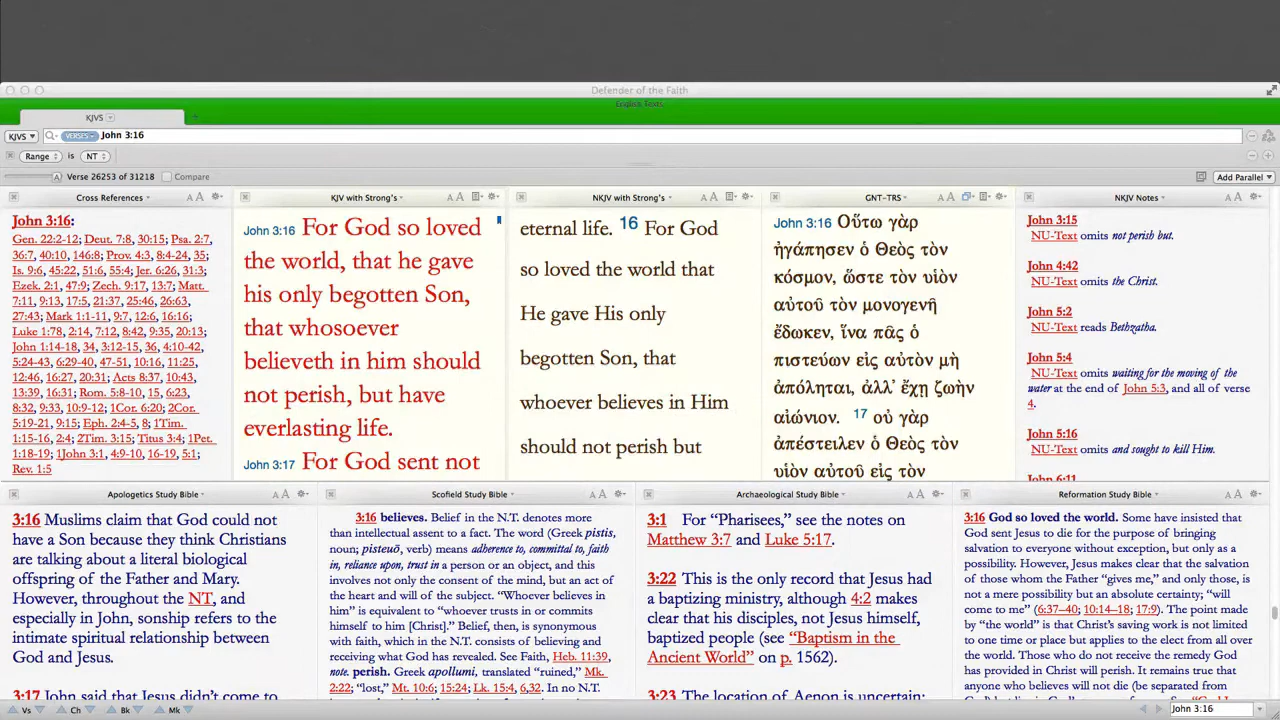 Defender of the Faith
English Texts
KJVS
+
KJVS
VERSES
John 3:16
Range is NT
Verse 26253 of 31218
Compare
Add Parallel
Cross References
AA
John 3:16:
Gen. 22:2-12; Deut. 7:8, 30:15; Psa. 2:7,
36:7, 40:10, 146:8; Prov. 4:3, 8:4-24, 35;
Is. 9:6, 45:22, 51:6, 55:4; Jer. 6:26, 31:3;
Ezek. 2:1, 47:9; Zech. 9:17, 13:7; Matt.
7:11, 9:13, 17:5, 21:37, 25:46, 26:63,
27:43; Mark 1:1-11, 9:7, 12:6, 16:16;
Luke 1:78, 2:14, 7:12, 8:42, 9:35, 20:13;
John 1:14-18, 34, 3:12-15, 36, 4:10-42,
5:24-43, 6:29-40, 47-51, 10:16, 11:25,
12:46, 16:27, 20:31; Acts 8:37, 10:43,
13:39, 16:31; Rom. 5:8-10, 15, 6:23,
8:32, 9:33, 10:9-12; 1Cor. 6:20; 2Cor.
5:19-21, 9:15; Eph. 2:4-5, 8; 1Tim.
1:15-16, 2:4; 2Tim. 3:15; Titus 3:4; 1Pet.
1:18-19; 1John 3:1, 4:9-10, 16-19, 5:1;
Rev. 1:5
KJV with Strong's
AA
John 3:16 For God so loved
the world, that he gave
his only begotten Son,
that whosoever
believeth in him should
not perish, but have
everlasting life.
John 3:17 For God sent not
NKJV with Strong's
AA
eternal life. 16 For God
so loved the world that
He gave His only
begotten Son, that
whoever believes in Him
should not perish but
GNT-TRS
AA
John 3:16 Οὕτω γὰρ
ἠγάπησεν ὁ Θεὸς τὸν
κόσμον, ὥστε τὸν υἱὸν
αὐτοῦ τὸν μονογενῆ
ἔδωκεν, ἵνα πᾶς ὁ
πιστεύων εἰς αὐτὸν μὴ
ἀπόληται, ἀλλ᾽ ἔχῃ ζωὴν
αἰώνιον. 17 οὐ γὰρ
ἀπέστειλεν ὁ Θεὸς τὸν
υἱὸν αὐτοῦ εἰς τὸν
NKJV Notes
AA
John 3:15
NU-Text omits not perish but.
John 4:42
NU-Text omits the Christ.
John 5:2
NU-Text reads Bethzatha.
John 5:4
NU-Text omits waiting for the moving of the
water at the end of John 5:3, and all of verse
4.
John 5:16
NU-Text omits and sought to kill Him.
John 6:11
Apologetics Study Bible
AA
3:16 Muslims claim that God could not
have a Son because they think Christians
are talking about a literal biological
offspring of the Father and Mary.
However, throughout the NT, and
especially in John, sonship refers to the
intimate spiritual relationship between
God and Jesus.
3:17 John said that Jesus didn't come to
Scofield Study Bible
AA
3:16 believes. Belief in the N.T. denotes more
than intellectual assent to a fact. The word (Greek pistis,
noun; pisteuō, verb) means adherence to, committed to, faith
in, reliance upon, trust in a person or an object, and this
involves not only the consent of the mind, but an act of
the heart and will of the subject. “Whoever believes in
him” is equivalent to “whoever trusts in or commits
himself to him [Christ].” Belief, then, is synonymous
with faith, which in the N.T. consists of believing and
receiving what God has revealed. See Faith, Heb. 11:39,
note. perish. Greek apollumi, translated “ruined,” Mk.
2:22; “lost,” Mt. 10:6; 15:24; Lk. 15:4, 6,32. In no N.T.
Archaeological Study Bible
AA
3:1 For “Pharisees,” see the notes on
Matthew 3:7 and Luke 5:17.
3:22 This is the only record that Jesus had
a baptizing ministry, although 4:2 makes
clear that his disciples, not Jesus himself,
baptized people (see “Baptism in the
Ancient World” on p. 1562).
3:23 The location of Aenon is uncertain;
Reformation Study Bible
AA
3:16 God so loved the world. Some have insisted that
God sent Jesus to die for the purpose of bringing
salvation to everyone without exception, but only as a
possibility. However, Jesus makes clear that the salvation
of those whom the Father “gives me,” and only those, is
not a mere possibility but an absolute certainty; “will
come to me” (6:37–40; 10:14–18; 17:9). The point made
by “the world” is that Christ's saving work is not limited
to one time or place but applies to the elect from all over
the world. Those who do not receive the remedy God
has provided in Christ will perish. It remains true that
anyone who believes will not die (be separated from
Vs
Ch
Bk
Mk
John 3:16